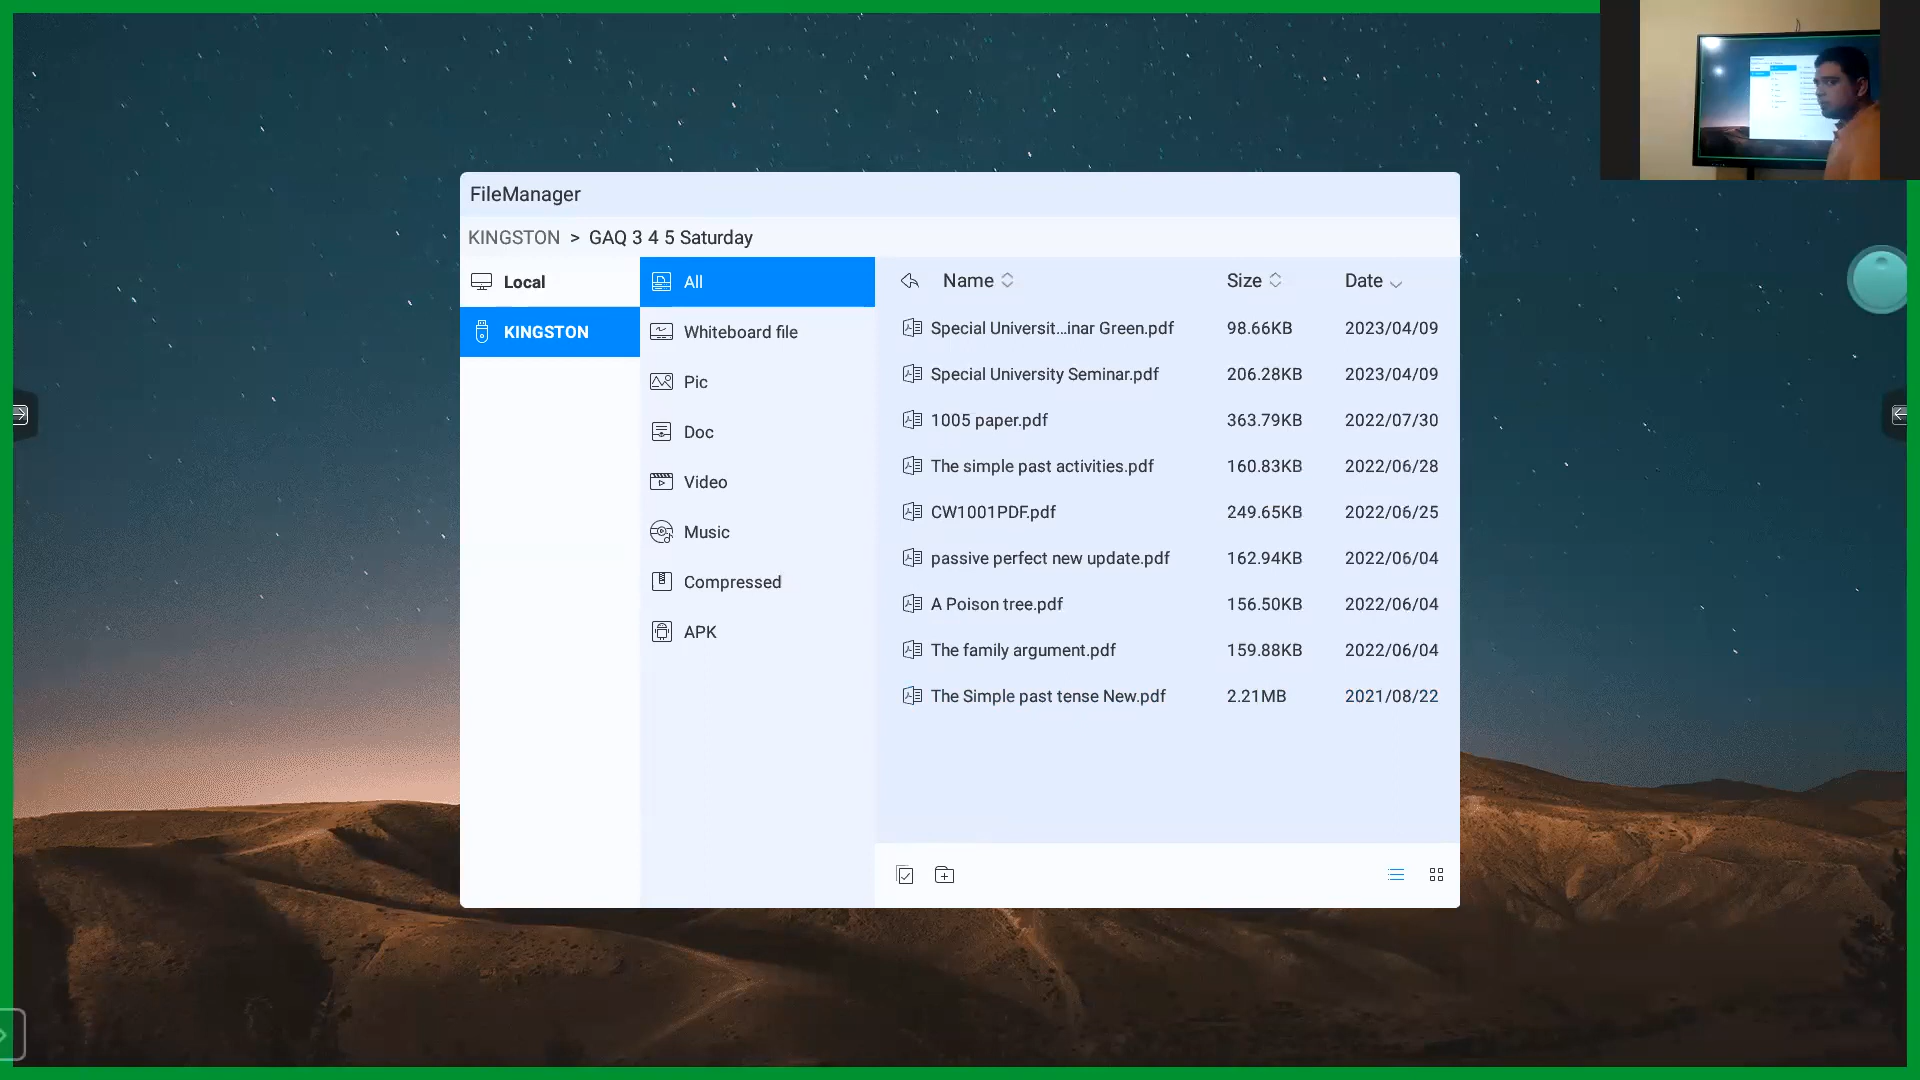 FileManager
KINGSTON > GAQ 3 4 5 Saturday
Local
KINGSTON
All
Whiteboard file
Pic
Doc
Video
Music
Compressed
APK
Name Size Date
Special Universit...inar Green.pdf 98.66KB 2023/04/09
Special University Seminar.pdf 206.28KB 2023/04/09
1005 paper.pdf 363.79KB 2022/07/30
The simple past activities.pdf 160.83KB 2022/06/28
CW1001PDF.pdf 249.65KB 2022/06/25
passive perfect new update.pdf 162.94KB 2022/06/04
A Poison tree.pdf 156.50KB 2022/06/04
The family argument.pdf 159.88KB 2022/06/04
The Simple past tense New.pdf 2.21MB 2021/08/22